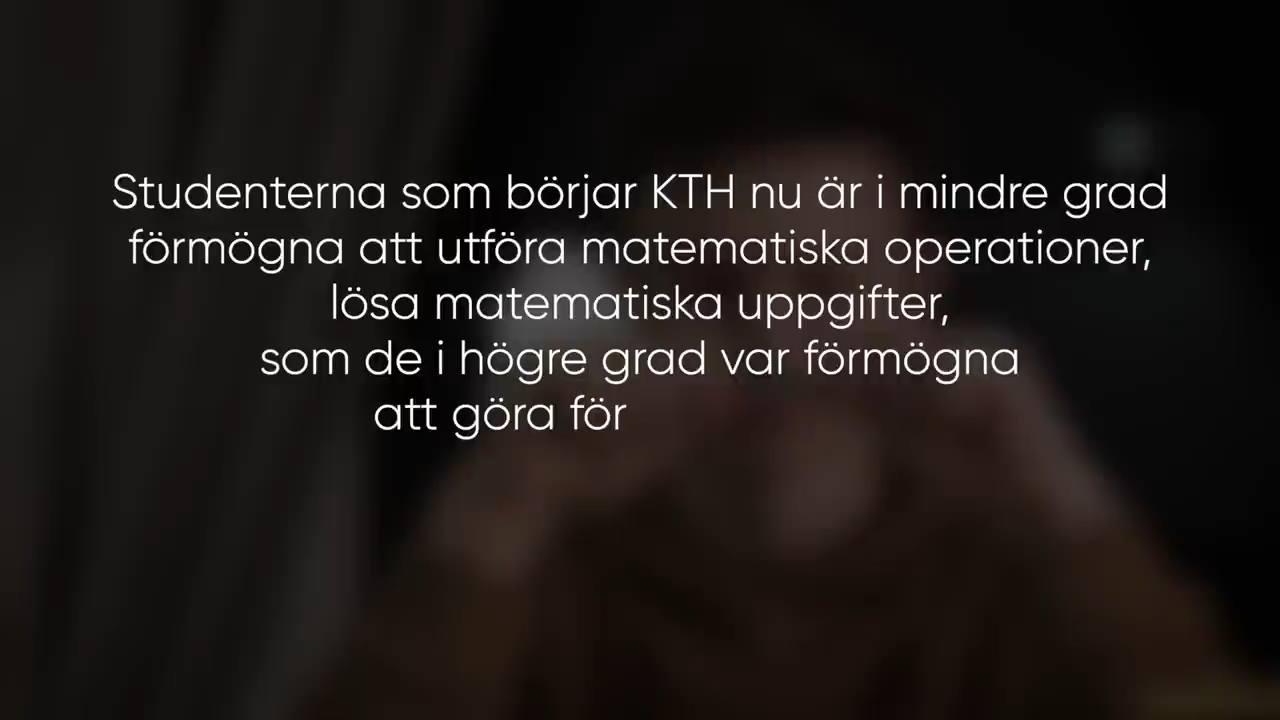 Studenterna som börjar KTH nu är i mindre grad
förmögna att utföra matematiska operationer,
lösa matematiska uppgifter,
som de i högre grad var förmögna
att göra för